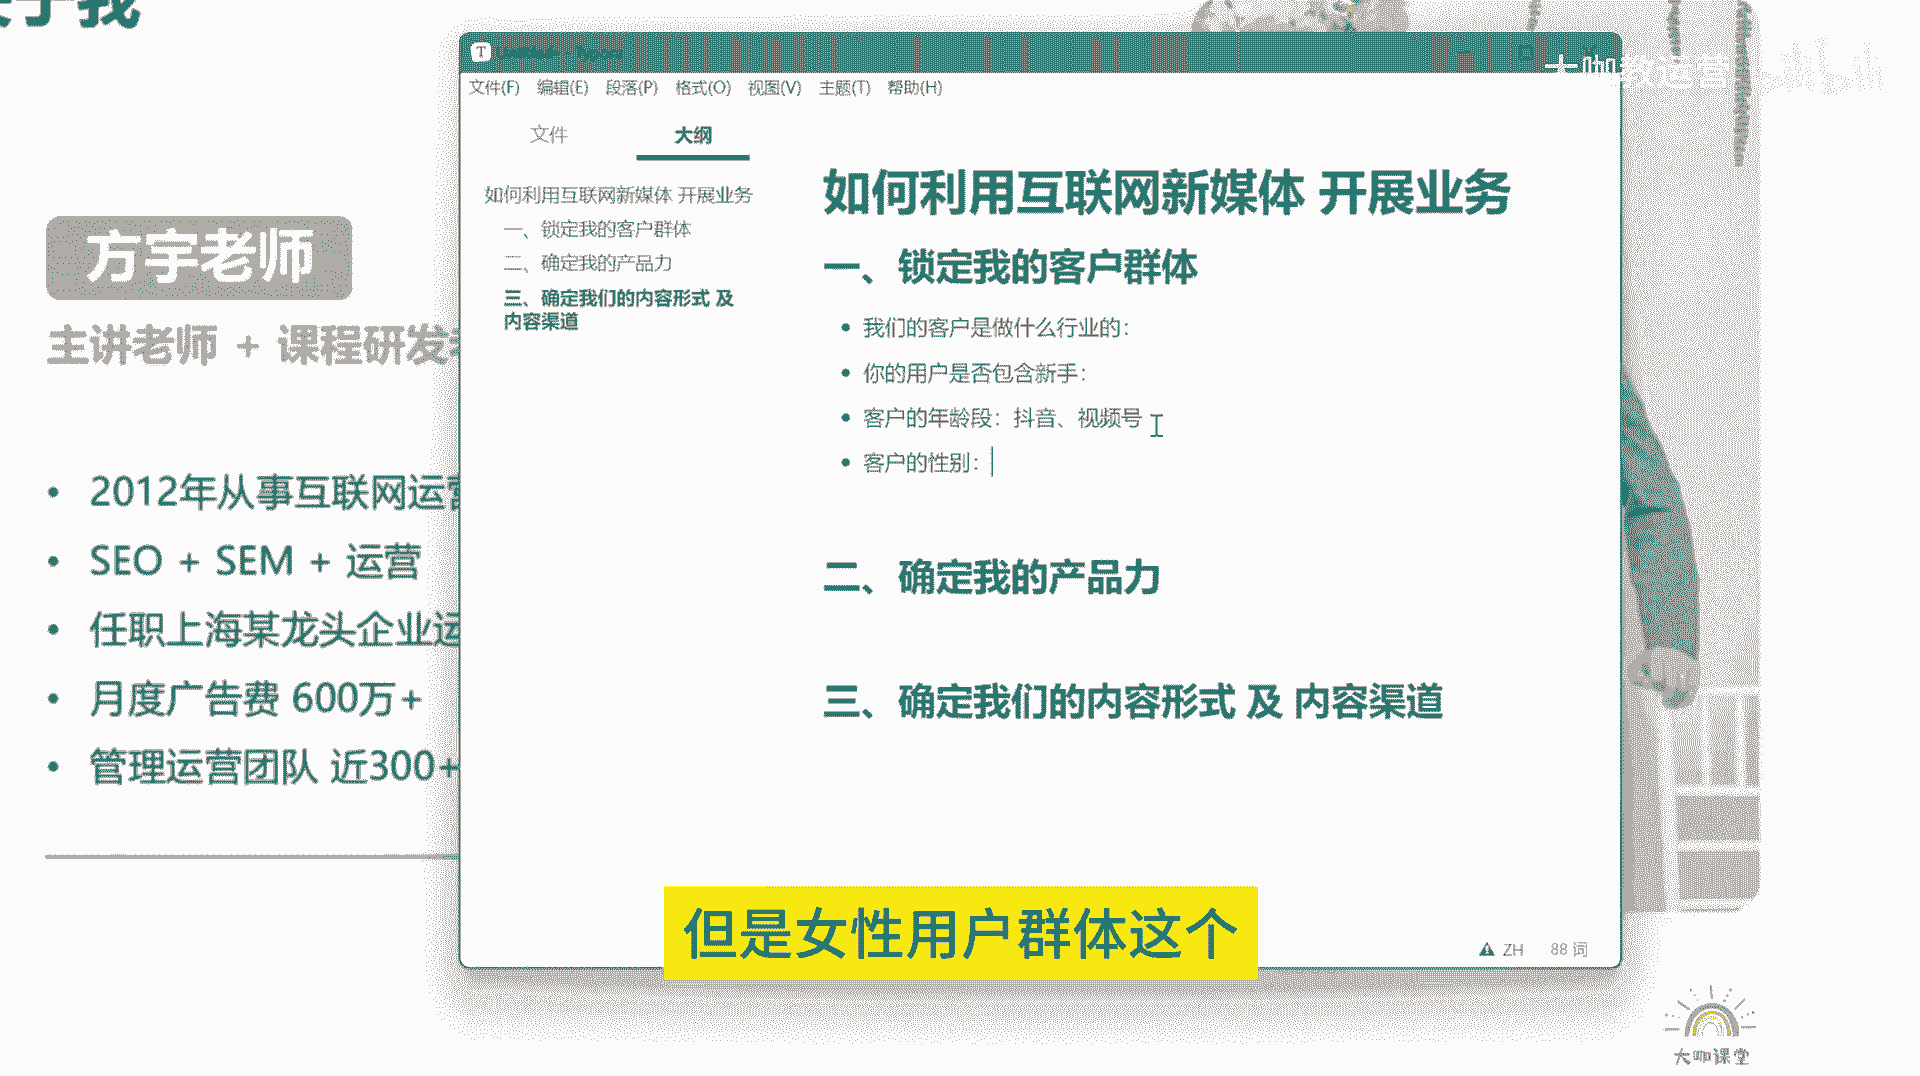 关于我
方宇老师
主讲老师 + 课程研发
2012年从事互联网运营
SEO + SEM + 运营
任职上海某龙头企业运
月度广告费 600万+
管理运营团队 近300+
T
文件(F) 编辑(E) 段落(P) 格式(O) 视图(V) 主题(T) 帮助(H)
文件 大纲
如何利用互联网新媒体 开展业务
一、锁定我的客户群体
二、确定我的产品力
三、确定我们的内容形式 及
内容渠道
如何利用互联网新媒体 开展业务
一、锁定我的客户群体
我们的客户是做什么行业的：
你的用户是否包含新手：
客户的年龄段：抖音、视频号
客户的性别：
二、确定我的产品力
三、确定我们的内容形式 及 内容渠道
ZH 88 词
大咖教运营
但是女性用户群体这个
大咖课堂